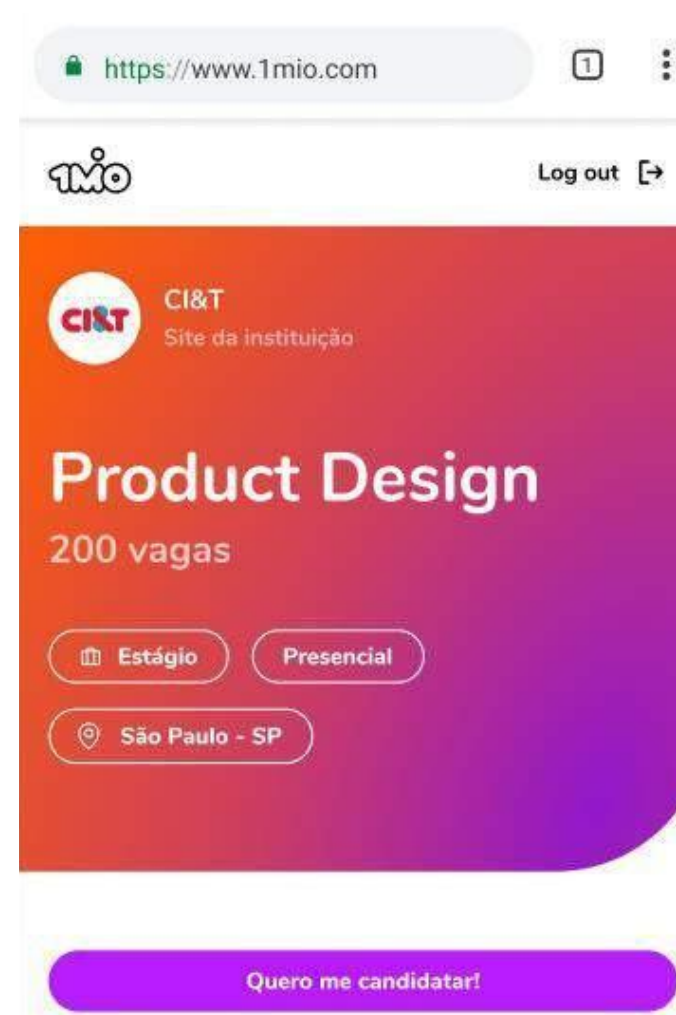 https://www.1mio.com
1
1MiO
Log out
CI&T
CI&T
Site da instituição
Product Design
200 vagas
Estágio
Presencial
São Paulo - SP
Quero me candidatar!